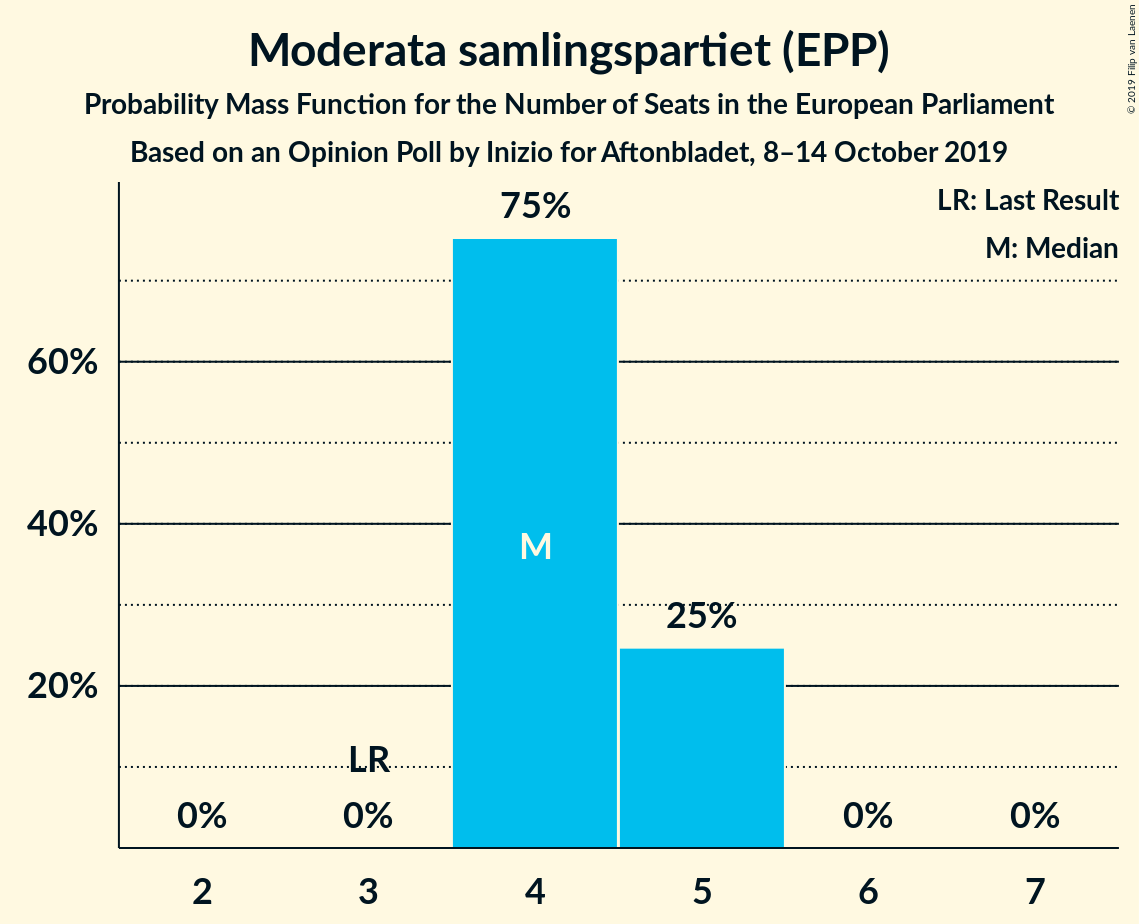 Moderata samlingspartiet (EPP)
Probability Mass Function for the Number of Seats in the European Parliament
Based on an Opinion Poll by Inizio for Aftonbladet, 8–14 October 2019
© 2019 Filip van Laenen
LR: Last Result
M: Median
75%
60%
40%
M
25%
20%
LR
0%
0%
0%
0%
2
3
4
5
6
7